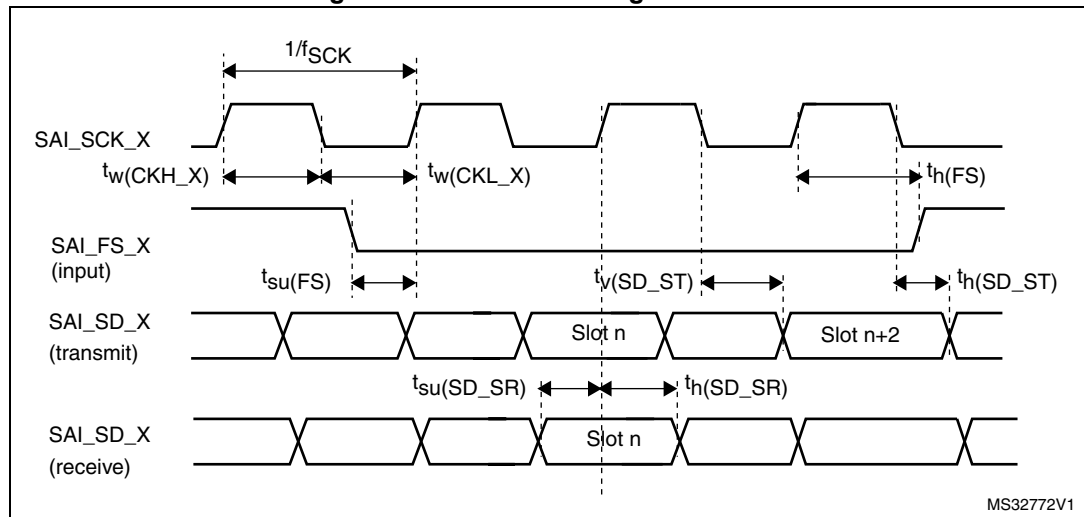 1/fSCK
SAI_SCK_X
tw(CKH_X)
tw(CKL_X)
th(FS)
SAI_FS_X
(input)
tsu(FS)
tv(SD_ST)
th(SD_ST)
SAI_SD_X
(transmit)
Slot n
Slot n+2
tsu(SD_SR)
th(SD_SR)
SAI_SD_X
(receive)
Slot n
MS32772V1